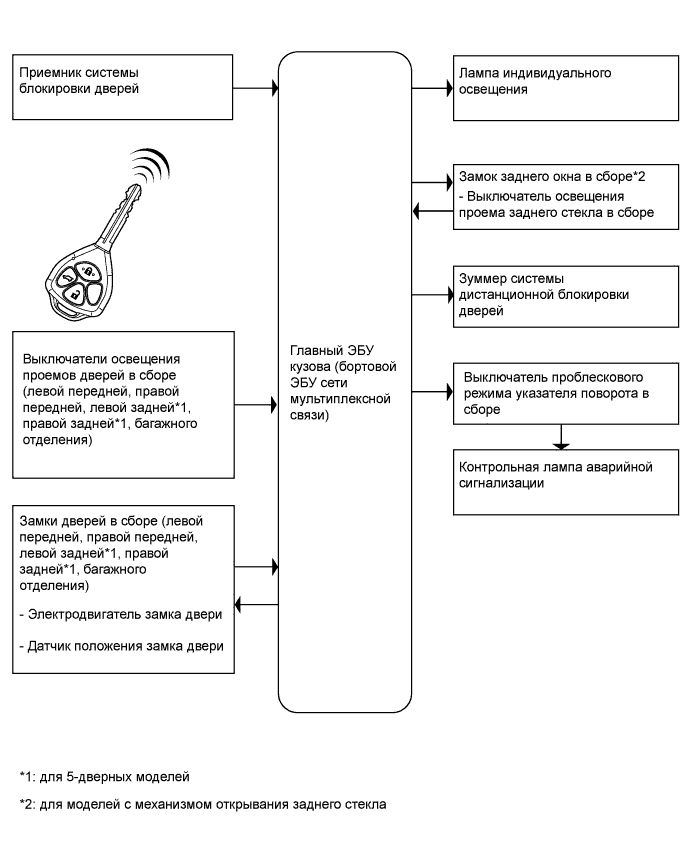 Приемник системы
блокировки дверей
Выключатели освещения
проемов дверей в сборе
(левой передней, правой
передней, левой задней*1,
правой задней*1, багажного
отделения)
Замки дверей в сборе (левой
передней, правой передней,
левой задней*1, правой
задней*1, багажного
отделения)
- Электродвигатель замка двери
- Датчик положения замка двери
Главный ЭБУ
кузова (бортовой
ЭБУ сети
мультиплексной
связи)
Лампа индивидуального
освещения
Замок заднего окна в сборе*2
- Выключатель освещения
проема заднего стекла в сборе
Зуммер системы
дистанционной блокировки
дверей
Выключатель проблескового
режима указателя поворота в
сборе
Контрольная лампа аварийной
сигнализации
*1: для 5-дверных моделей
*2: для моделей с механизмом открывания заднего стекла